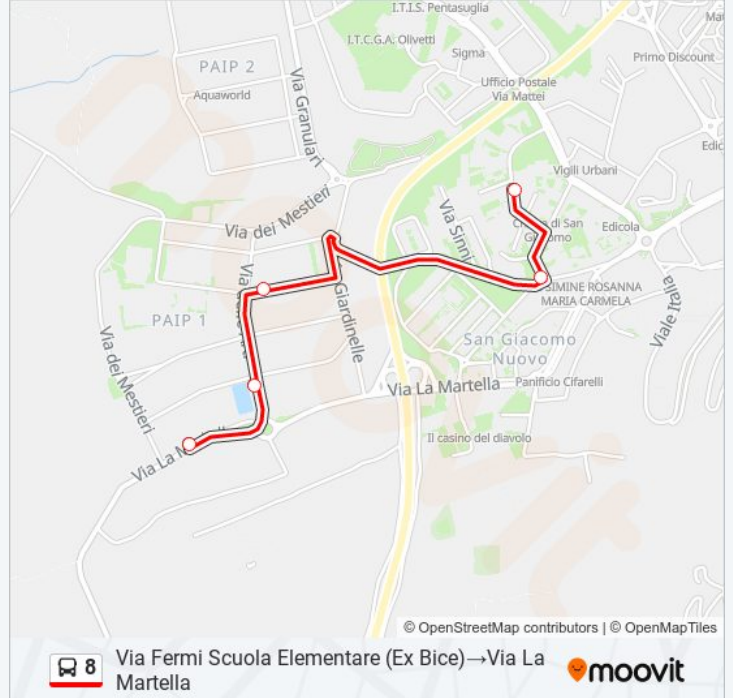 I.T.I.S. Pentasuglia
I.T.C.G.A. Olivetti
Sigma
PAIP 2
Aquaworld
Via Granulari
Primo Discount
Ufficio Postale
Via Mattei
Vigili Urbani
Via dei Mestieri
Via Sinni
Edicola
SIMINE ROSANNA
MARIA CARMELA
Viale Italia
PAIP 1
Giardinelle
San Giacomo
Nuovo
Via dei Mestieri
Via La Martella
Panificio Cifarelli
Il casino del diavolo
© OpenStreetMap contributors | © OpenMapTiles
8
Via Fermi Scuola Elementare (Ex Bice)→Via La
Martella
moovit